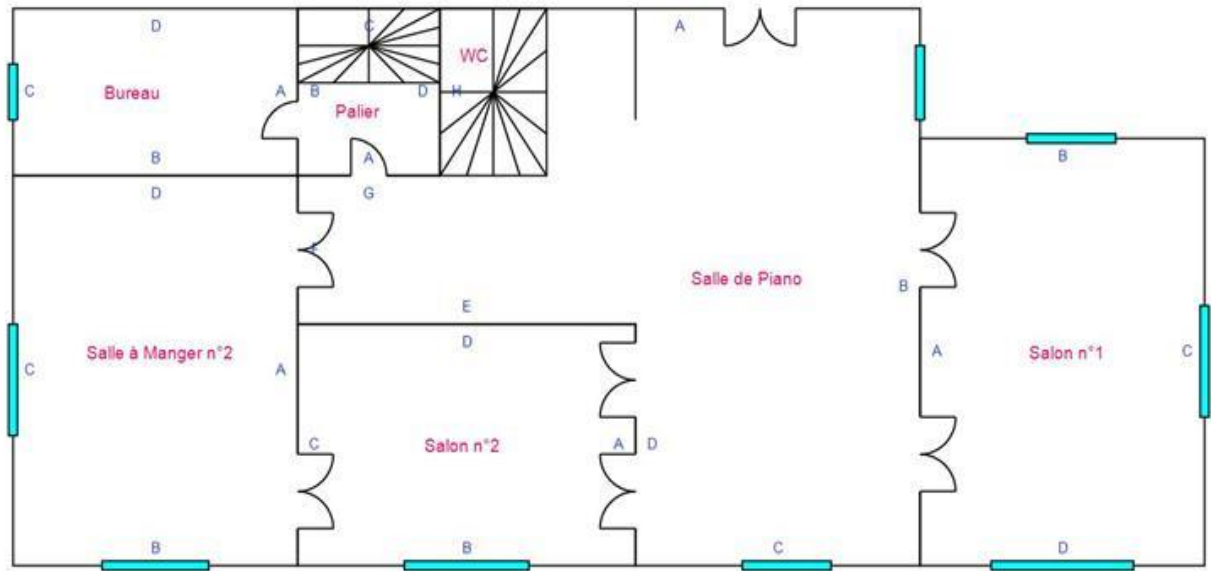 D C A
WC
C Bureau A B D H
Palier
B A
D G
Salle de Piano
B
E
D
Salle à Manger n°2 A Salon n°1 C
C A
C Salon n°2 A D
B B C D
B